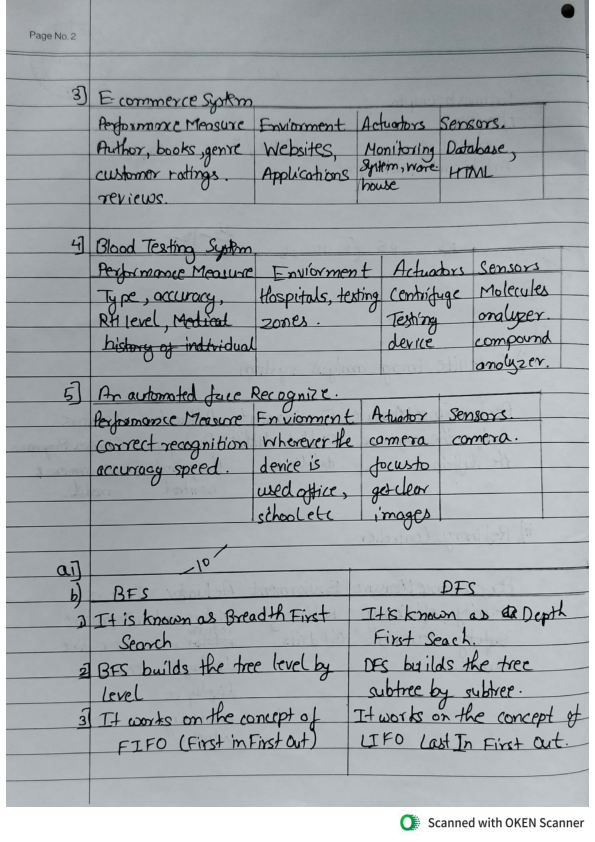 Page No. 2
3] E commerce System
Performance Measure Enviornment Actuators Sensors.
Author, books, genre Websites, Monitoring Database,
customer ratings. Applications System, ware HTML
reviews. house
4] Blood Testing System
Performance Measure Enviorment Actuators Sensors
Type, accuracy, Hospitals, testing Centrifuge Molecules
RH level, Medical zones. Testing analyzer.
history of individual device compound
analyzer.
5] An automated face Recognize.
Performance Measure Enviornment Actuator Sensors.
correct recognition Wherever the camera camera.
accuracy speed. device is focus to
used office, get clear
school etc images
10
a1]
b) BFS DFS
1] It is known as Breadth First It is known as Depth
Search First Seach.
2] BFS builds the tree level by DFS builds the tree
level subtree by subtree.
3] It works on the concept of It works on the concept of
FIFO (First in First Out) LIFO Last In First Out.
Scanned with OKEN Scanner